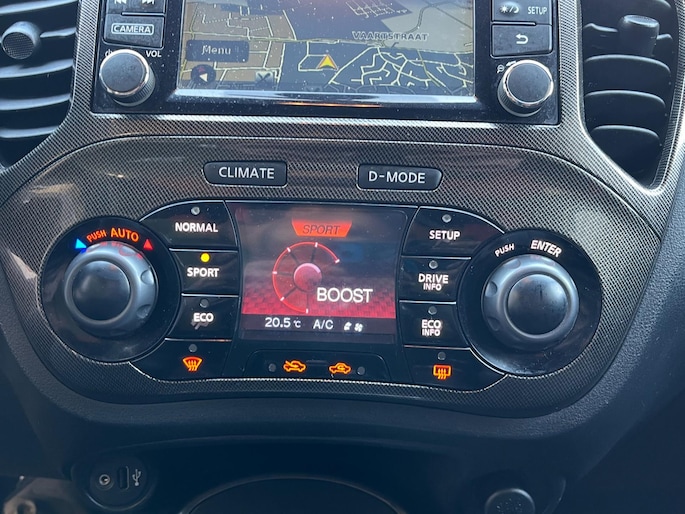 SETUP
CAMERA
VOL
Menu
VAARTSTRAAT
CLIMATE
D-MODE
PUSH AUTO
NORMAL
SPORT
ECO
SPORT
BOOST
20.5°C A/C
SETUP
DRIVE
INFO
ECO
INFO
PUSH ENTER